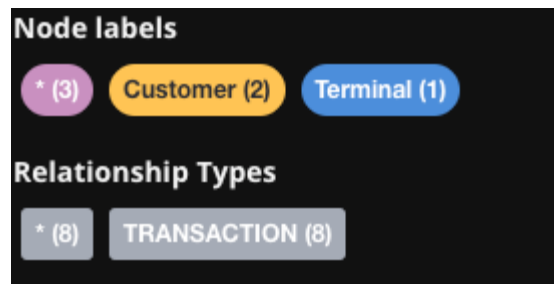 Node labels
* (3) Customer (2) Terminal (1)
Relationship Types
* (8) TRANSACTION (8)